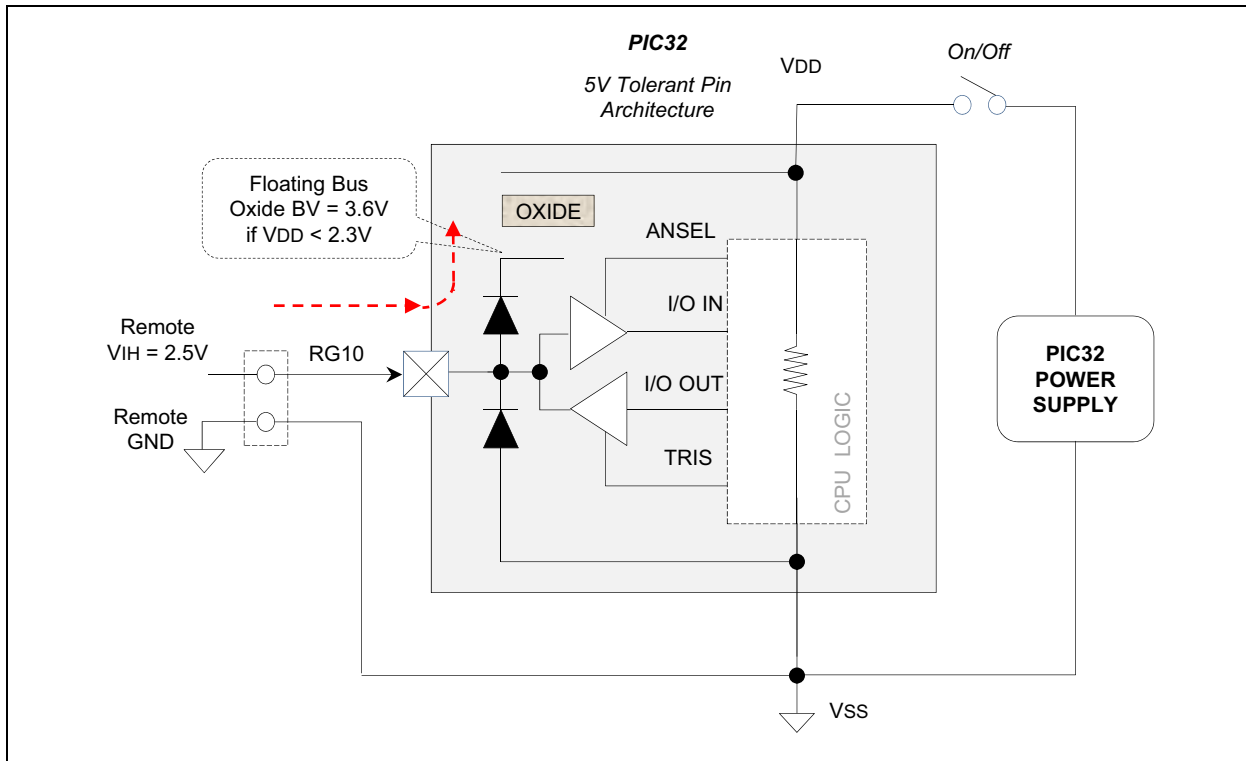 PIC32
5V Tolerant Pin
Architecture
VDD
On/Off
Floating Bus
Oxide BV = 3.6V
if VDD < 2.3V
OXIDE
ANSEL
I/O IN
Remote
VIH = 2.5V
RG10
I/O OUT
Remote
GND
TRIS
CPU LOGIC
PIC32
POWER
SUPPLY
VSS